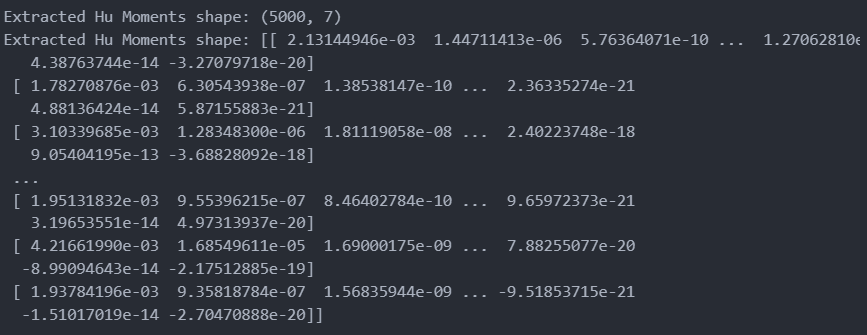 Extracted Hu Moments shape: (5000, 7)
Extracted Hu Moments shape: [[ 2.13144946e-03  1.44711413e-06  5.76364071e-10 ...  1.27062810e
   4.38763744e-14 -3.27079718e-20]
 [ 1.78270876e-03  6.30543938e-07  1.38538147e-10 ...  2.36335274e-21
   4.88136424e-14  5.87155883e-21]
 [ 3.10339685e-03  1.28348300e-06  1.81119058e-08 ...  2.40223748e-18
   9.05404195e-13 -3.68828092e-18]
 ...
 [ 1.95131832e-03  9.55396215e-07  8.46402784e-10 ...  9.65972373e-21
   3.19653551e-14  4.97313937e-20]
 [ 4.21661990e-03  1.68549611e-05  1.69000175e-09 ...  7.88255077e-20
  -8.99094643e-14 -2.17512885e-19]
 [ 1.93784196e-03  9.35818784e-07  1.56835944e-09 ... -9.51853715e-21
  -1.51017019e-14 -2.70470888e-20]]